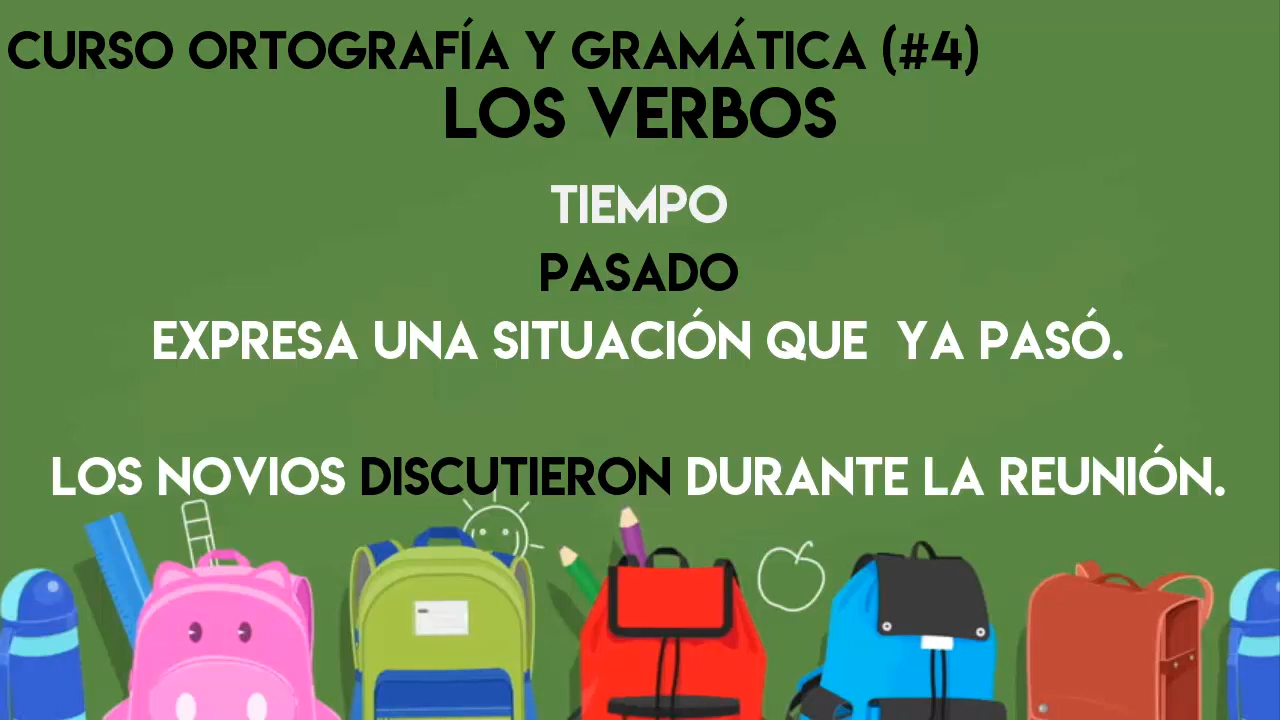 CURSO ORTOGRAFÍA Y GRAMÁTICA (#4)
LOS VERBOS
TIEMPO
PASADO
EXPRESA UNA SITUACIÓN QUE YA PASÓ.
LOS NOVIOS DISCUTIERON DURANTE LA REUNIÓN.